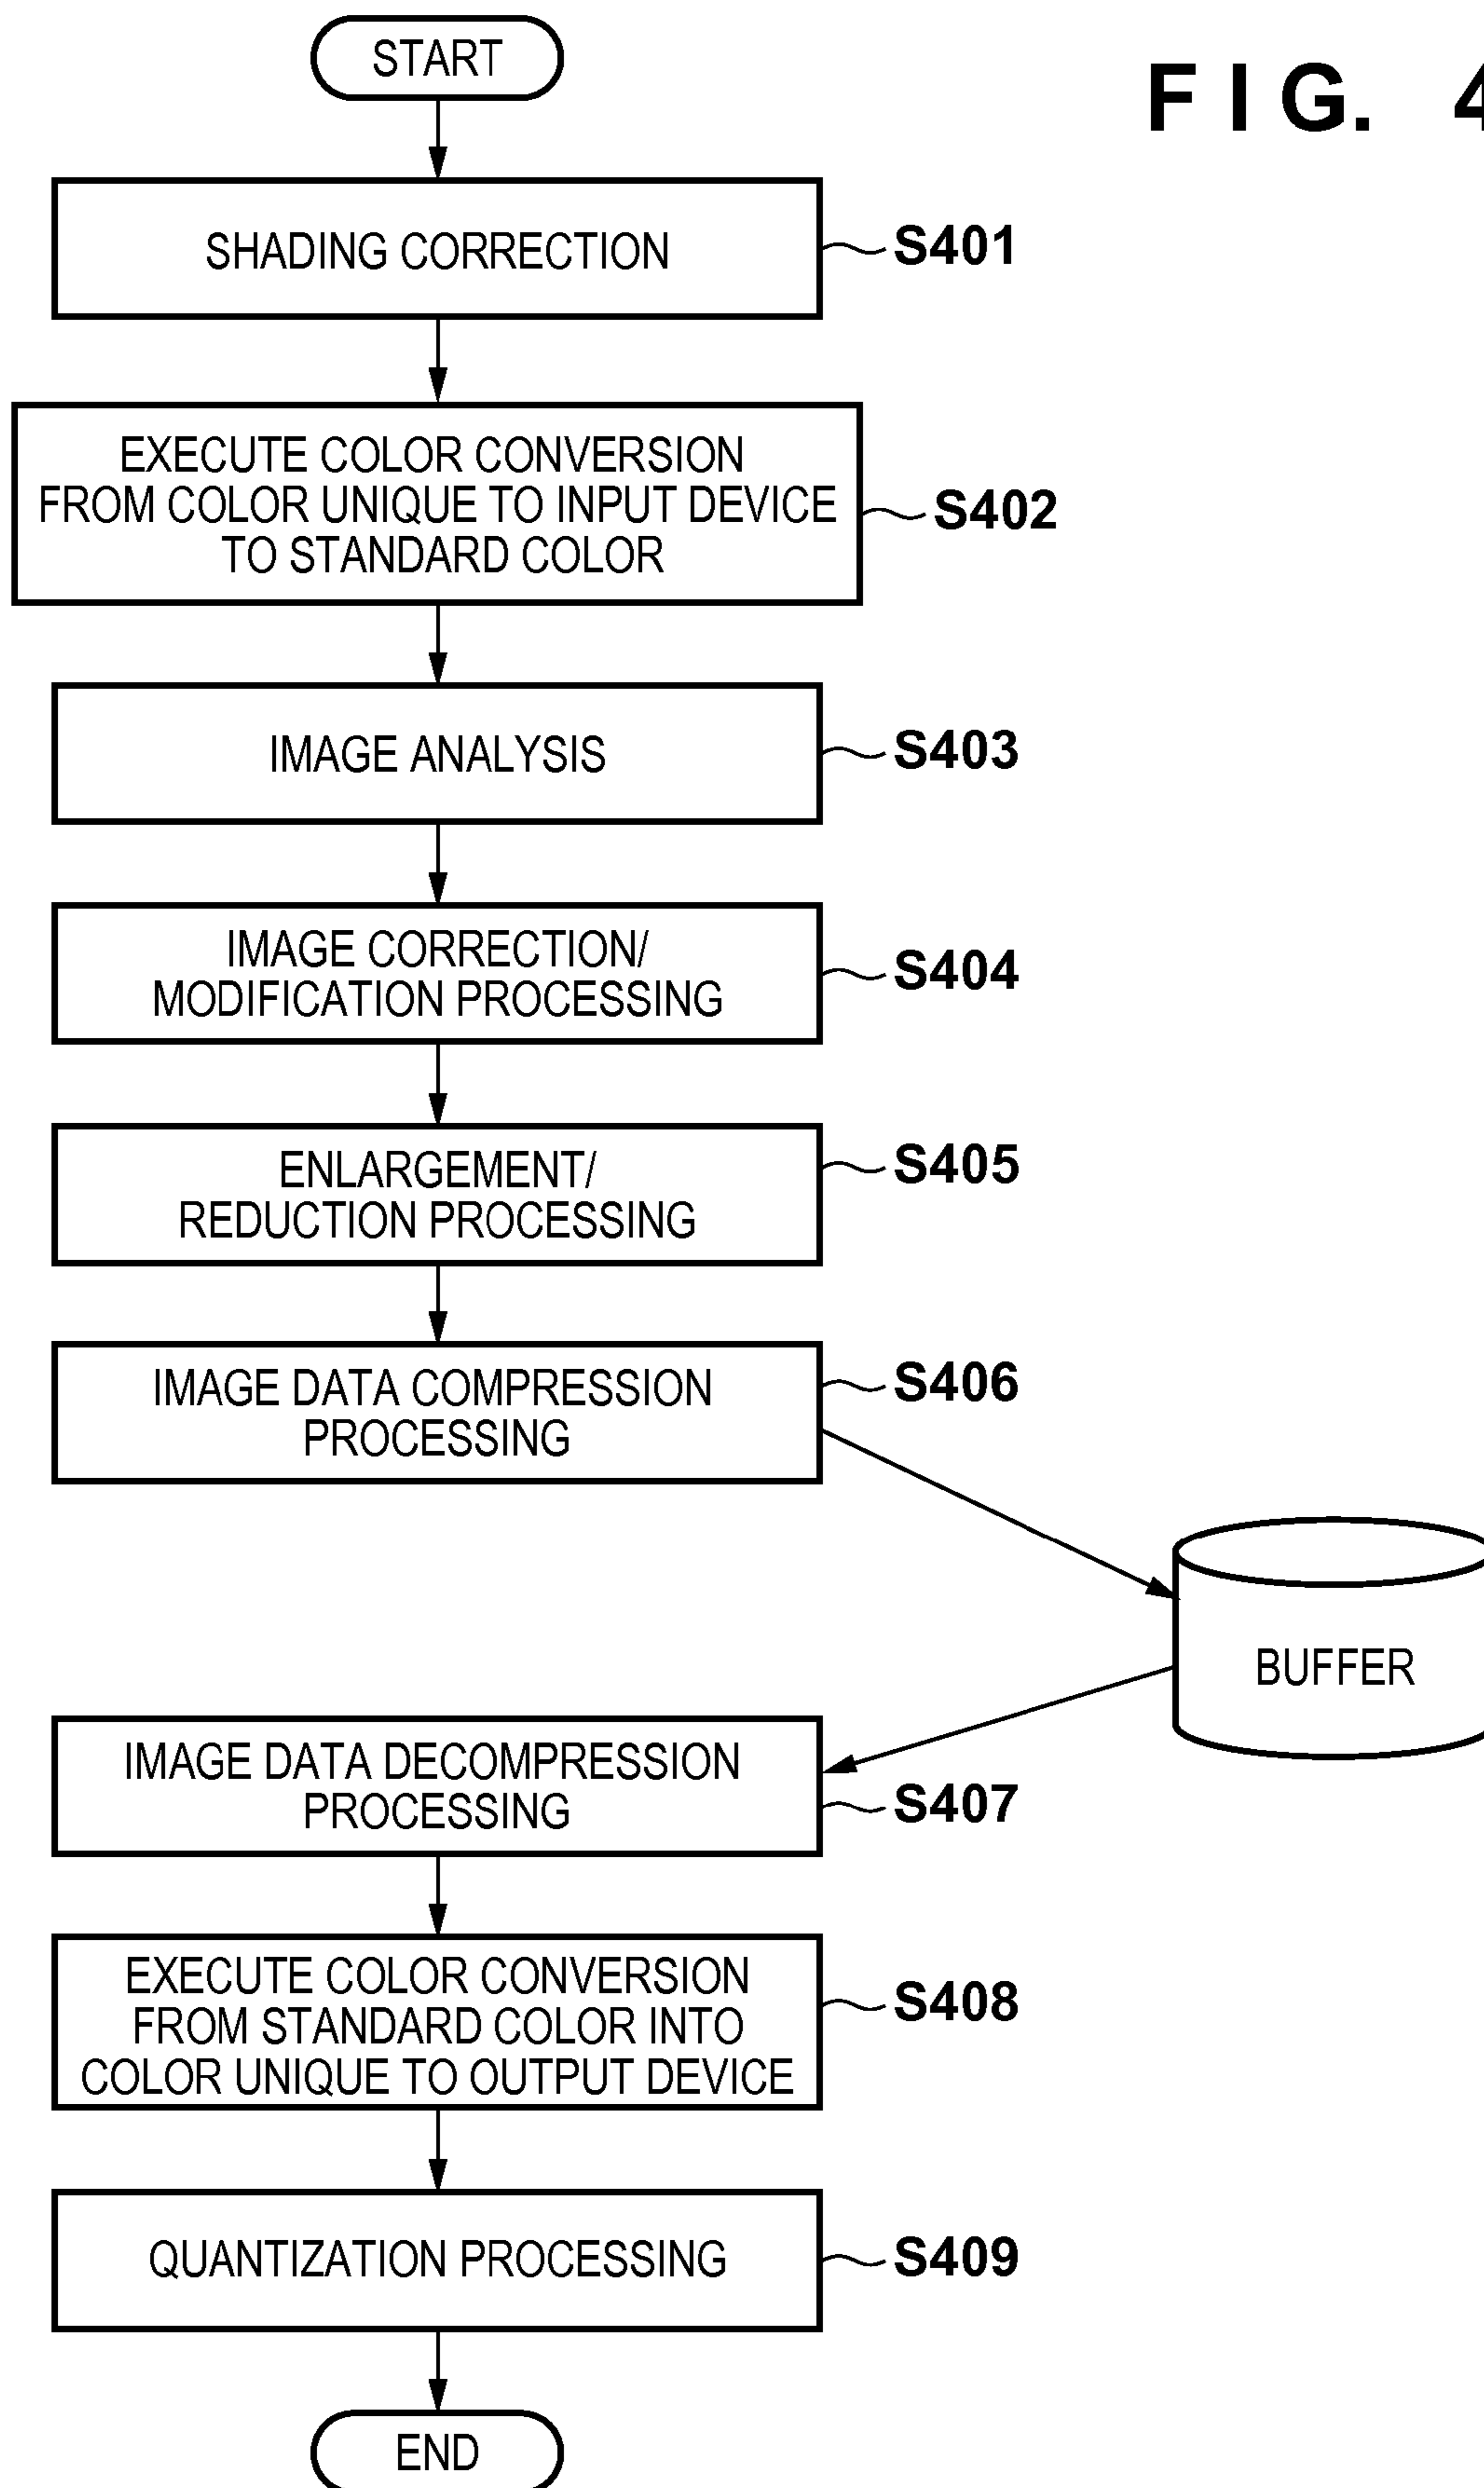 START
F I G. 4
SHADING CORRECTION
S401
EXECUTE COLOR CONVERSION
FROM COLOR UNIQUE TO INPUT DEVICE
TO STANDARD COLOR
S402
IMAGE ANALYSIS
S403
IMAGE CORRECTION/
MODIFICATION PROCESSING
S404
ENLARGEMENT/
REDUCTION PROCESSING
S405
IMAGE DATA COMPRESSION
PROCESSING
S406
BUFFER
IMAGE DATA DECOMPRESSION
PROCESSING
S407
EXECUTE COLOR CONVERSION
FROM STANDARD COLOR INTO
COLOR UNIQUE TO OUTPUT DEVICE
S408
QUANTIZATION PROCESSING
S409
END